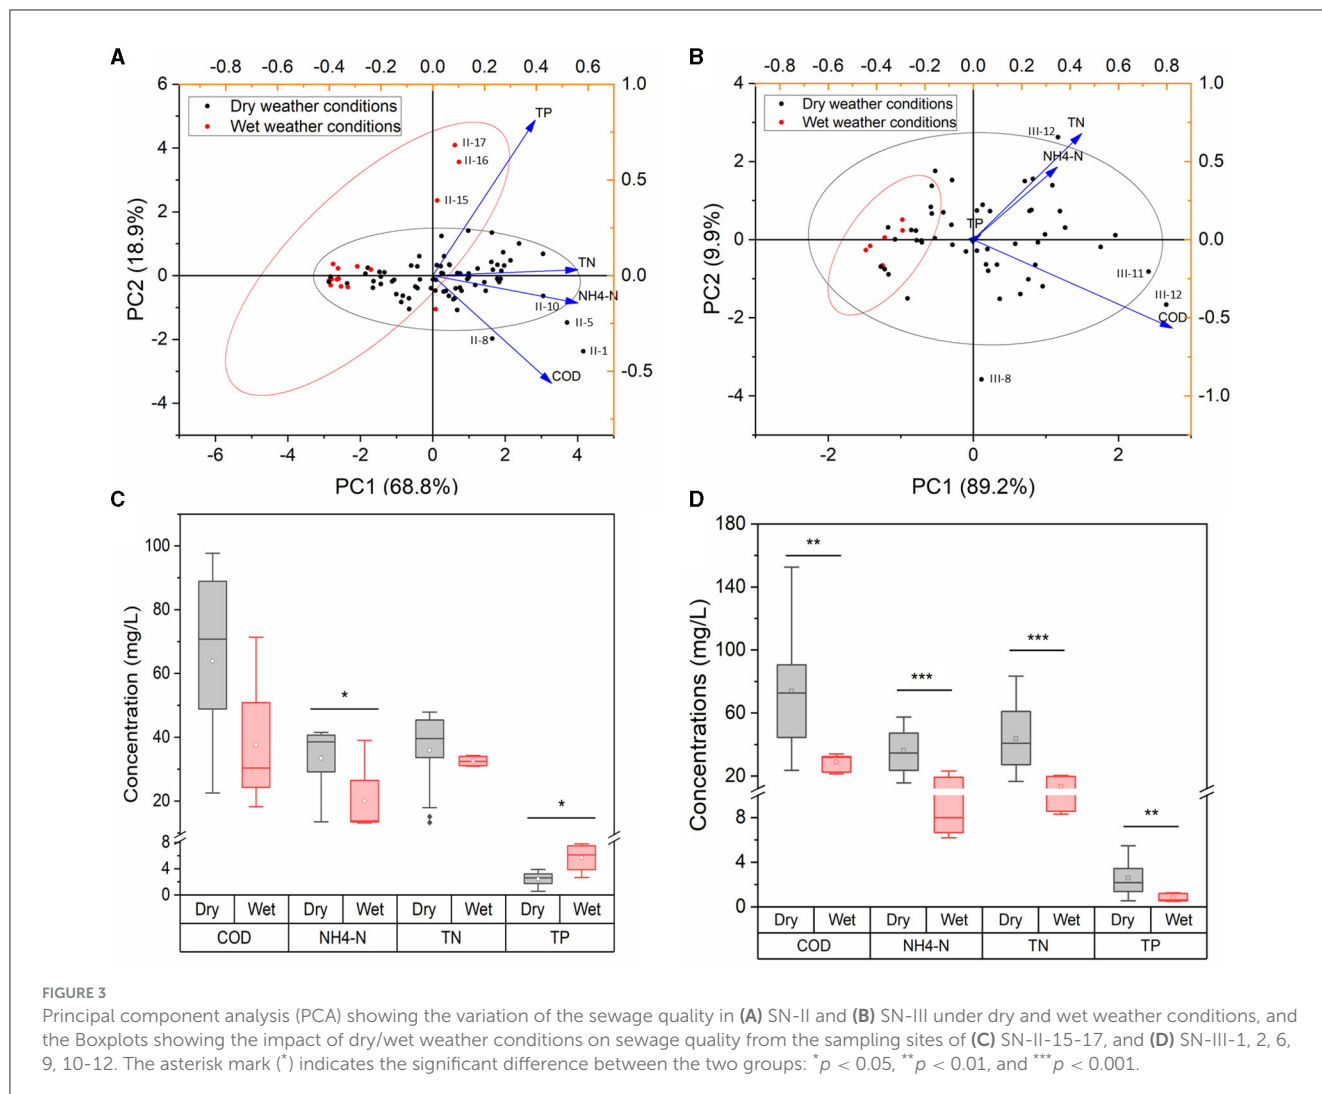 A
-0.8 -0.6 -0.4 -0.2 0.0 0.2 0.4 0.6
6
4
2
0
-2
-4
1.0
0.5
0.0
-0.5
Dry weather conditions
Wet weather conditions
TP
II-17
II-16
II-15
TN
NH4-N
II-10
II-5
II-8
II-1
COD
PC2 (18.9%)
-6 -4 -2 0 2 4
PC1 (68.8%)
B
-0.8 -0.6 -0.4 -0.2 0.0 0.2 0.4 0.6 0.8
4
2
0
-2
-4
1.0
0.5
0.0
-0.5
-1.0
Dry weather conditions
Wet weather conditions
III-12
TN
NH4-N
TP
III-11
III-12
COD
III-8
PC2 (9.9%)
-2 0 2
PC1 (89.2%)
C
Concentration (mg/L)
100
80
60
40
20
8
4
0
*
*
Dry Wet Dry Wet Dry Wet Dry Wet
COD NH4-N TN TP
D
Concentrations (mg/L)
180
140
100
60
20
8
4
0
**
***
***
**
Dry Wet Dry Wet Dry Wet Dry Wet
COD NH4-N TN TP
FIGURE 3
Principal component analysis (PCA) showing the variation of the sewage quality in (A) SN-II and (B) SN-III under dry and wet weather conditions, and
the Boxplots showing the impact of dry/wet weather conditions on sewage quality from the sampling sites of (C) SN-II-15-17, and (D) SN-III-1, 2, 6,
9, 10-12. The asterisk mark (*) indicates the significant difference between the two groups: *p < 0.05, **p < 0.01, and ***p < 0.001.